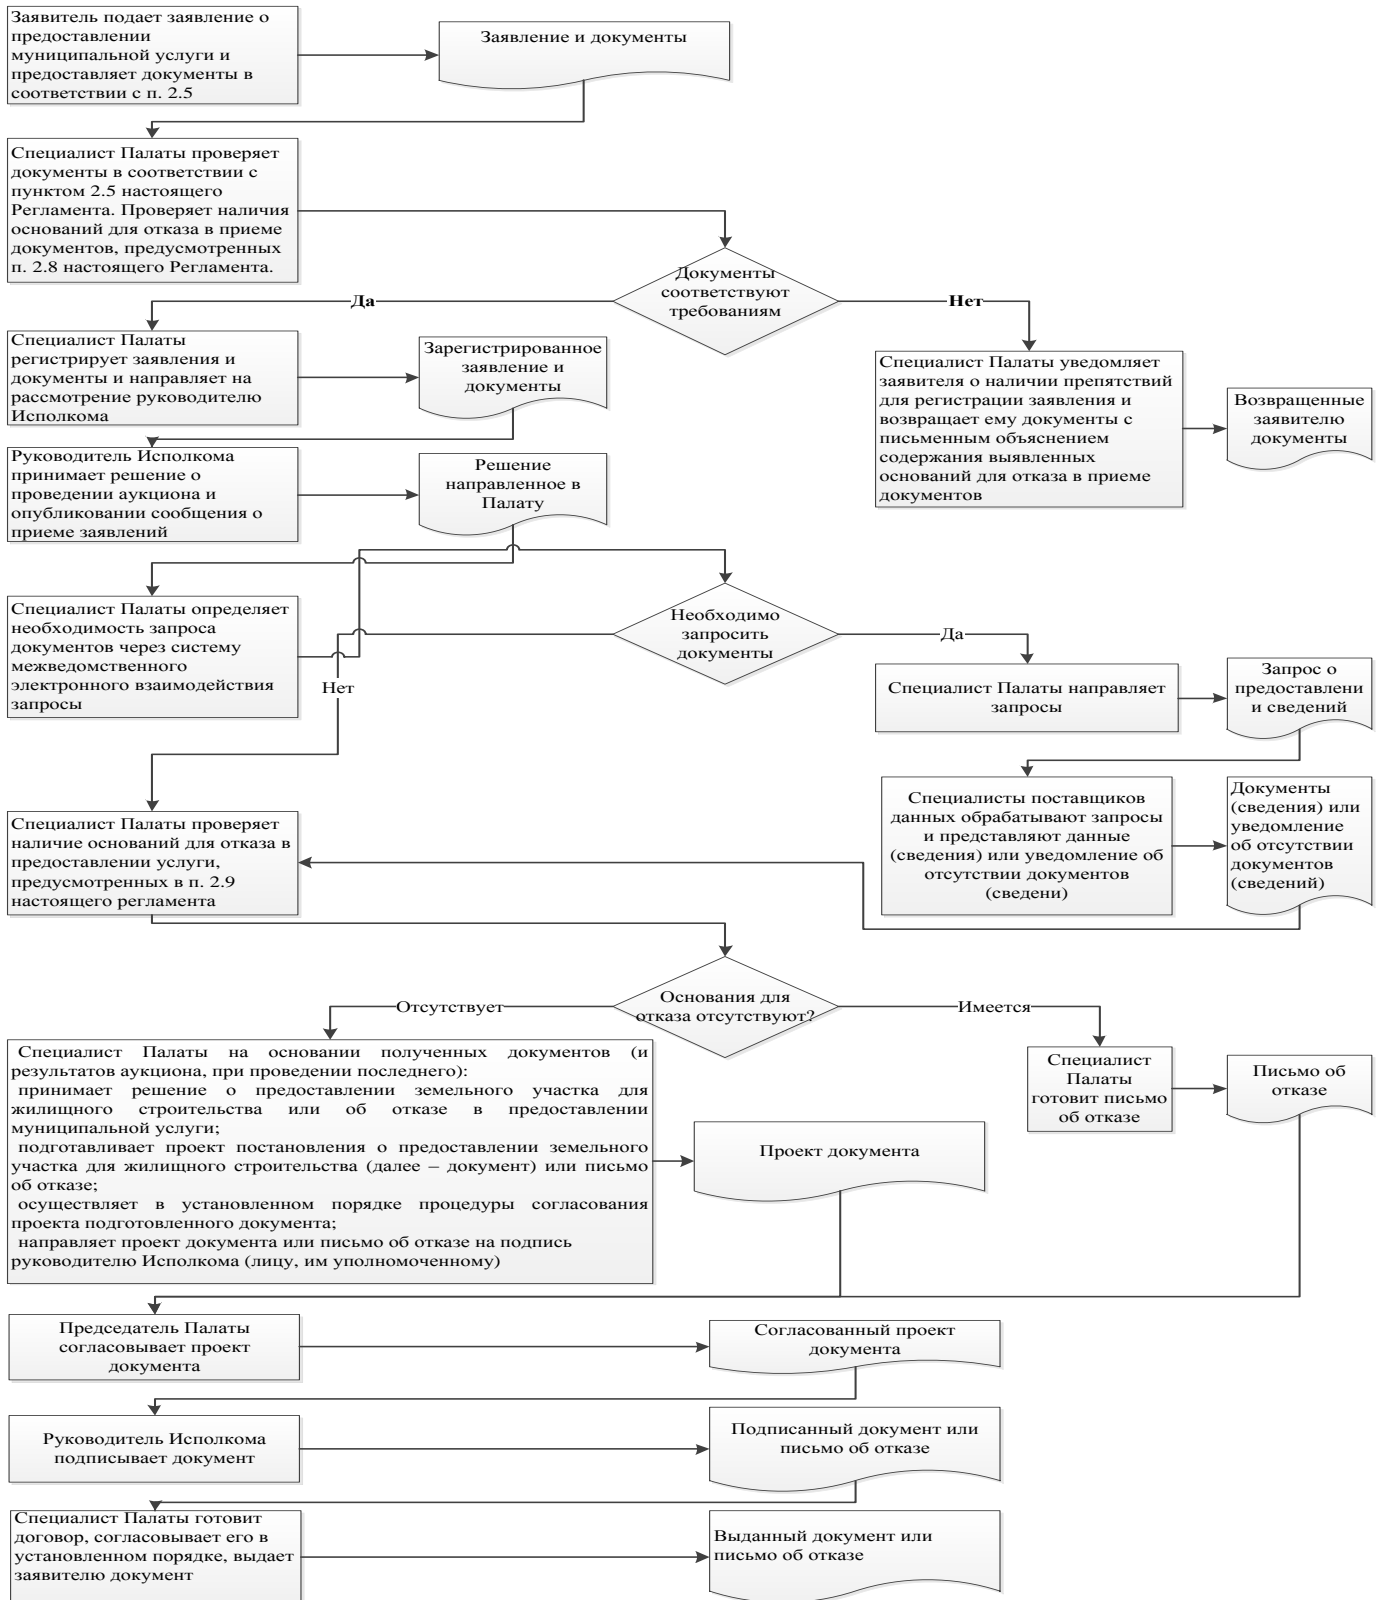 Заявитель подает заявление о
предоставлении
муниципальной услуги и
предоставляет документы в
соответствии с п. 2.5
Заявление и документы
Специалист Палаты проверяет
документы в соответствии с
пунктом 2.5 настоящего
Регламента. Проверяет наличия
оснований для отказа в приеме
документов, предусмотренных
п. 2.8 настоящего Регламента.
Документы
соответствуют
требованиям
Да
Нет
Специалист Палаты
регистрирует заявления и
документы и направляет на
рассмотрение руководителю
Исполкома
Зарегистрированное
заявление и
документы
Специалист Палаты уведомляет
заявителя о наличии препятствий
для регистрации заявления и
возвращает ему документы с
письменным объяснением
содержания выявленных
оснований для отказа в приеме
документов
Возвращенные
заявителю
документы
Руководитель Исполкома
принимает решение о
проведении аукциона и
опубликовании сообщения о
приеме заявлений
Решение
направленное в
Палату
Специалист Палаты определяет
необходимость запроса
документов через систему
межведомственного
электронного взаимодействия
запросы
Необходимо
запросить
документы
Да
Нет
Специалист Палаты направляет
запросы
Запрос о
предоставлени
и сведений
Специалисты поставщиков
данных обрабатывают запросы
и представляют данные
(сведения) или уведомление об
отсутствии документов
(сведени)
Документы
(сведения) или
уведомление
об отсутствии
документов
(сведений)
Специалист Палаты проверяет
наличие оснований для отказа в
предоставлении услуги,
предусмотренных в п. 2.9
настоящего регламента
Основания для
отказа отсутствуют?
Отсутствует
Имеется
Специалист Палаты на основании полученных документов (и
результатов аукциона, при проведении последнего):
принимает решение о предоставлении земельного участка для
жилищного строительства или об отказе в предоставлении
муниципальной услуги;
подготавливает проект постановления о предоставлении земельного
участка для жилищного строительства (далее – документ) или письмо
об отказе;
осуществляет в установленном порядке процедуры согласования
проекта подготовленного документа;
направляет проект документа или письмо об отказе на подпись
руководителю Исполкома (лицу, им уполномоченному)
Проект документа
Специалист
Палаты
готовит письмо
об отказе
Письмо об
отказе
Председатель Палаты
согласовывает проект
документа
Согласованный проект
документа
Руководитель Исполкома
подписывает документ
Подписанный документ или
письмо об отказе
Специалист Палаты готовит
договор, согласовывает его в
установленном порядке, выдает
заявителю документ
Выданный документ или
письмо об отказе